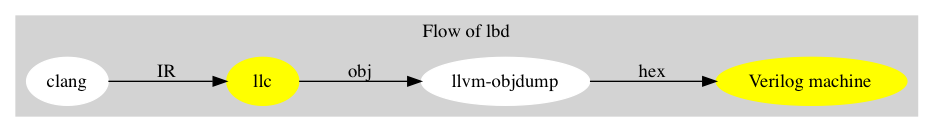 Flow of lbd
clang
IR
llc
obj
llvm-objdump
hex
Verilog machine